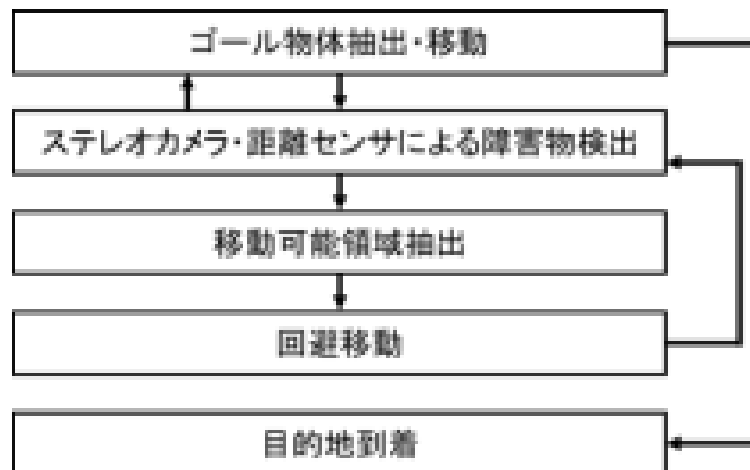 ゴール物体抽出・移動
ステレオカメラ・距離センサによる障害物検出
移動可能領域抽出
回避移動
目的地到着